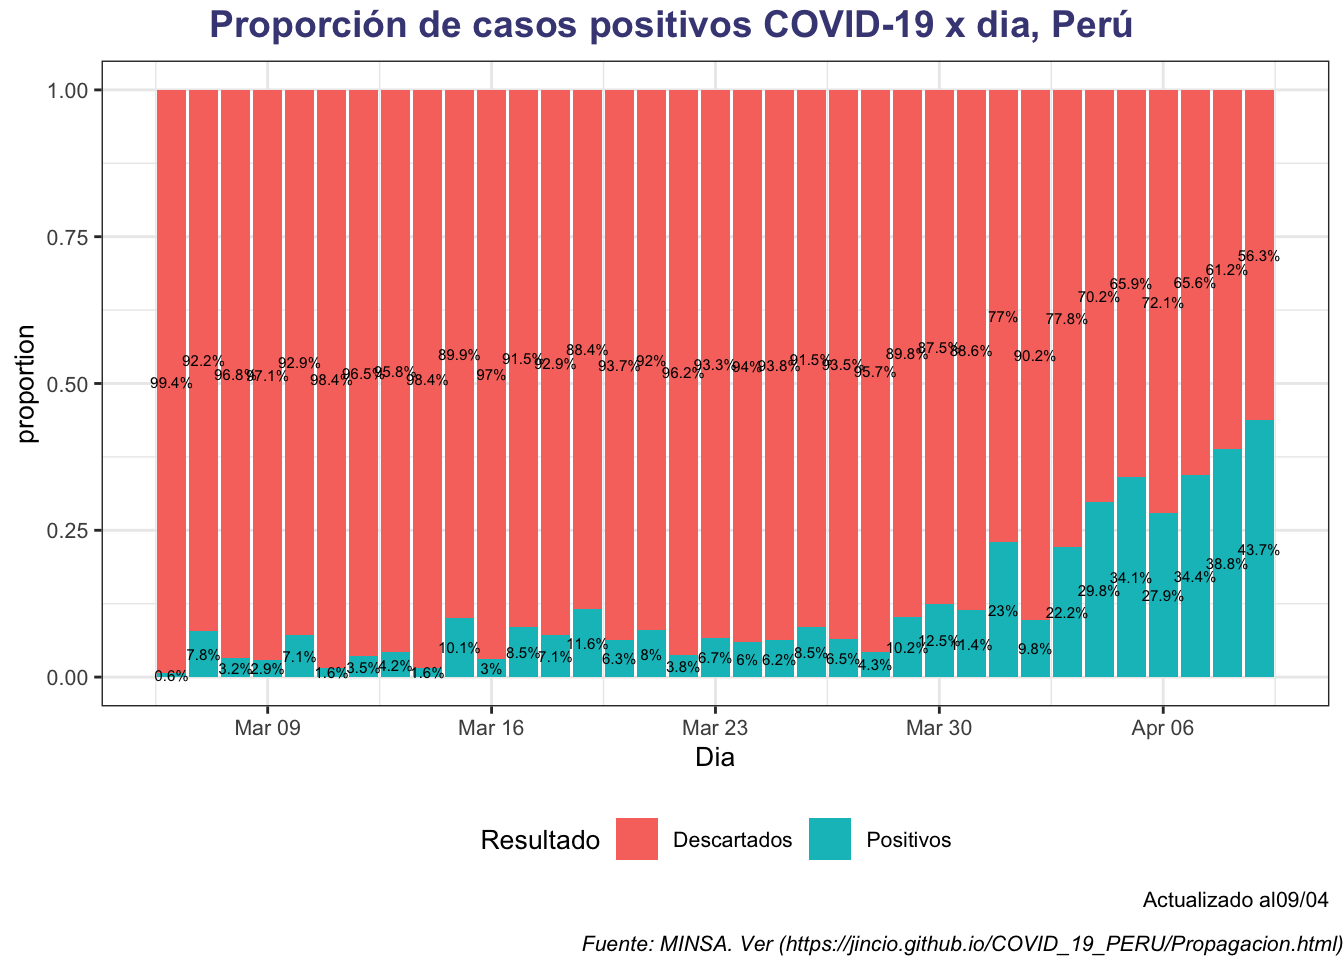 Proporción de casos positivos COVID-19 x dia, Perú
proportion
1.00
0.75
0.50
0.25
0.00
99.4% 92.2% 96.8% 97.1% 92.9% 98.4% 96.5% 95.8% 98.4% 89.9% 97% 91.5% 92.9% 88.4% 93.7% 92% 96.2% 93.3% 94% 93.8% 91.5% 93.5% 95.7% 89.8% 87.5% 88.6% 77% 90.2% 77.8% 70.2% 65.9% 72.1% 65.6% 61.2% 56.3%
0.6% 7.8% 3.2% 2.9% 7.1% 1.6% 3.5% 4.2% 1.6% 10.1% 3% 8.5% 7.1% 11.6% 6.3% 8% 3.8% 6.7% 6% 6.2% 8.5% 6.5% 4.3% 10.2% 12.5% 11.4% 23% 9.8% 22.2% 29.8% 34.1% 27.9% 34.4% 38.8% 43.7%
Mar 09 Mar 16 Mar 23 Mar 30 Apr 06
Dia
Resultado Descartados Positivos
Actualizado al09/04
Fuente: MINSA. Ver (https://jincio.github.io/COVID_19_PERU/Propagacion.html)